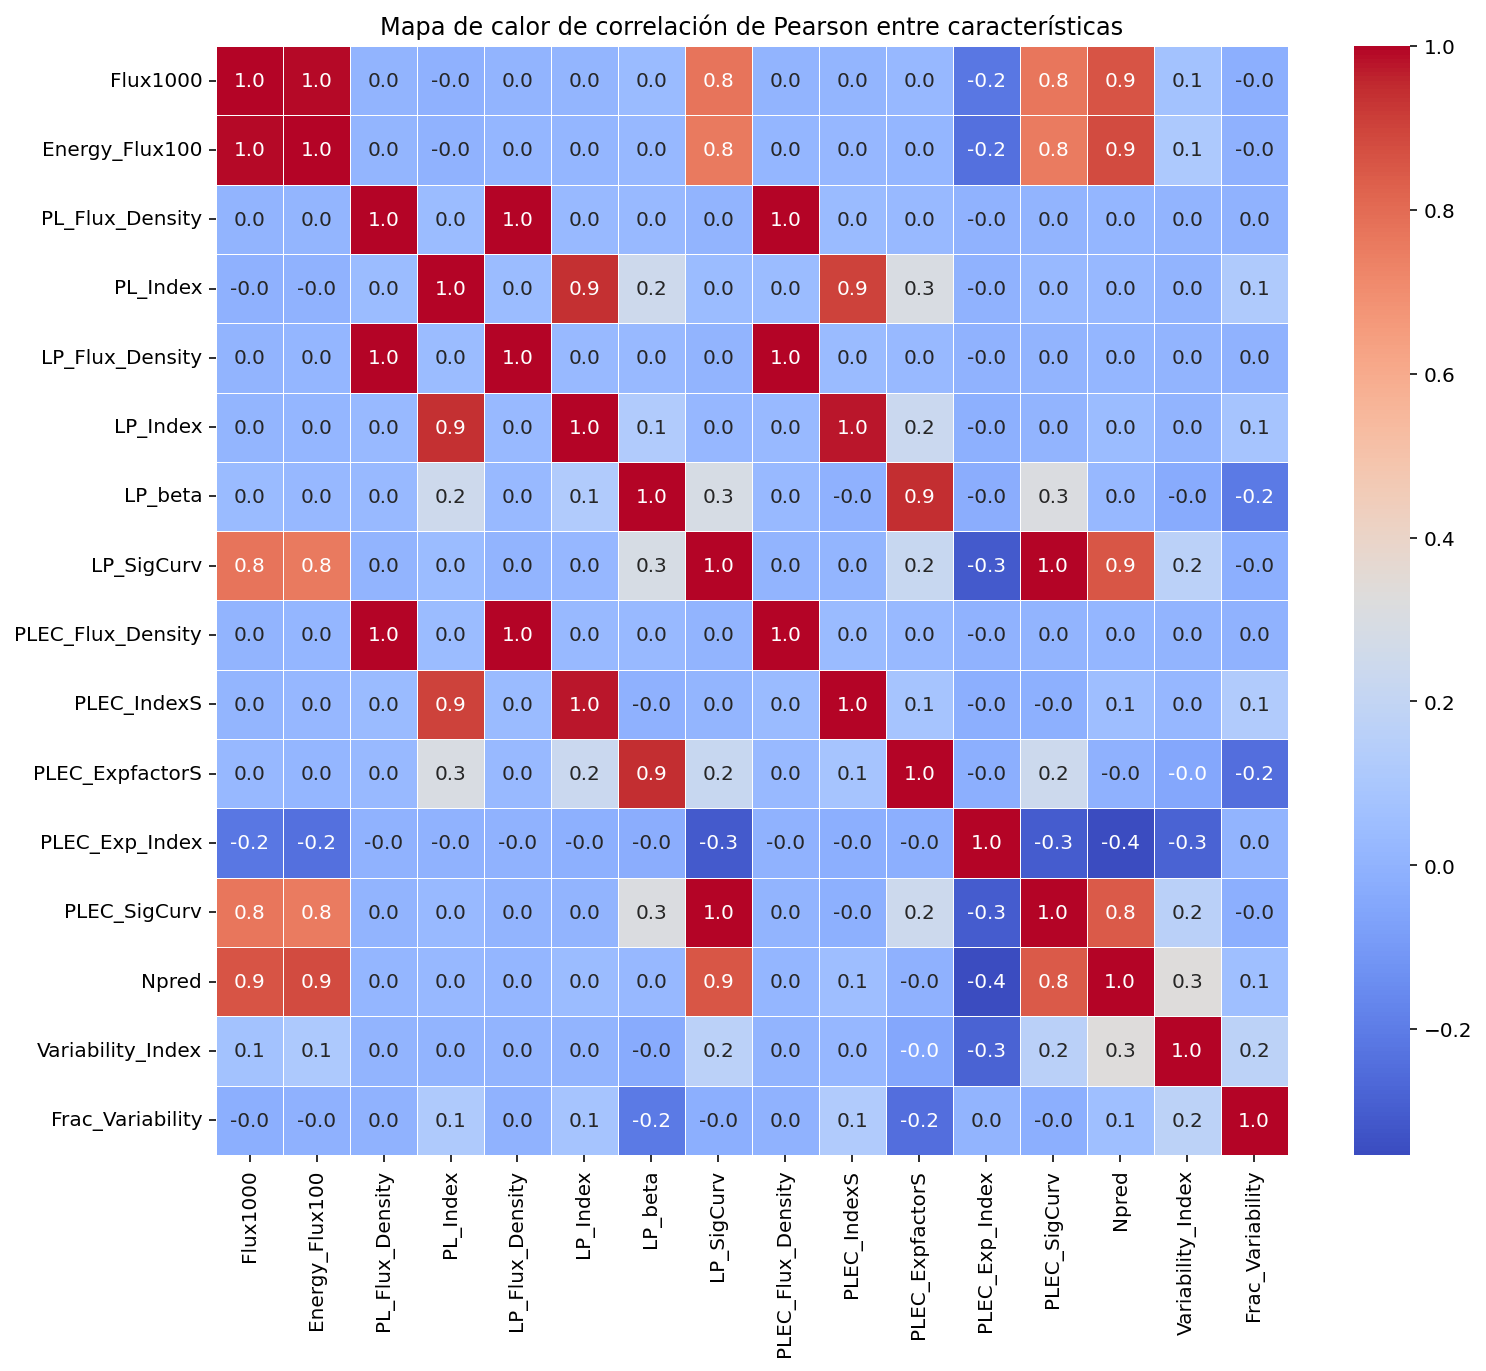 Mapa de calor de correlación de Pearson entre características
Flux1000 1.0 1.0 0.0 -0.0 0.0 0.0 0.0 0.8 0.0 0.0 0.0 -0.2 0.8 0.9 0.1 -0.0
Energy_Flux100 1.0 1.0 0.0 -0.0 0.0 0.0 0.0 0.8 0.0 0.0 0.0 -0.2 0.8 0.9 0.1 -0.0
PL_Flux_Density 0.0 0.0 1.0 0.0 1.0 0.0 0.0 0.0 1.0 0.0 0.0 -0.0 0.0 0.0 0.0 0.0
PL_Index -0.0 -0.0 0.0 1.0 0.0 0.9 0.2 0.0 0.0 0.9 0.3 -0.0 0.0 0.0 0.0 0.1
LP_Flux_Density 0.0 0.0 1.0 0.0 1.0 0.0 0.0 0.0 1.0 0.0 0.0 -0.0 0.0 0.0 0.0 0.0
LP_Index 0.0 0.0 0.0 0.9 0.0 1.0 0.1 0.0 0.0 1.0 0.2 -0.0 0.0 0.0 0.0 0.1
LP_beta 0.0 0.0 0.0 0.2 0.0 0.1 1.0 0.3 0.0 -0.0 0.9 -0.0 0.3 0.0 -0.0 -0.2
LP_SigCurv 0.8 0.8 0.0 0.0 0.0 0.0 0.3 1.0 0.0 0.0 0.2 -0.3 1.0 0.9 0.2 -0.0
PLEC_Flux_Density 0.0 0.0 1.0 0.0 1.0 0.0 0.0 0.0 1.0 0.0 0.0 -0.0 0.0 0.0 0.0 0.0
PLEC_IndexS 0.0 0.0 0.0 0.9 0.0 1.0 -0.0 0.0 0.0 1.0 0.1 -0.0 -0.0 0.1 0.0 0.1
PLEC_ExpfactorS 0.0 0.0 0.0 0.3 0.0 0.2 0.9 0.2 0.0 0.1 1.0 -0.0 0.2 -0.0 -0.0 -0.2
PLEC_Exp_Index -0.2 -0.2 -0.0 -0.0 -0.0 -0.0 -0.0 -0.3 -0.0 -0.0 -0.0 1.0 -0.3 -0.4 -0.3 0.0
PLEC_SigCurv 0.8 0.8 0.0 0.0 0.0 0.0 0.3 1.0 0.0 -0.0 0.2 -0.3 1.0 0.8 0.2 -0.0
Npred 0.9 0.9 0.0 0.0 0.0 0.0 0.0 0.9 0.0 0.1 -0.0 -0.4 0.8 1.0 0.3 0.1
Variability_Index 0.1 0.1 0.0 0.0 0.0 0.0 -0.0 0.2 0.0 0.0 -0.0 -0.3 0.2 0.3 1.0 0.2
Frac_Variability -0.0 -0.0 0.0 0.1 0.0 0.1 -0.2 -0.0 0.0 0.1 -0.2 0.0 -0.0 0.1 0.2 1.0
Flux1000
Energy_Flux100
PL_Flux_Density
PL_Index
LP_Flux_Density
LP_Index
LP_beta
LP_SigCurv
PLEC_Flux_Density
PLEC_IndexS
PLEC_ExpfactorS
PLEC_Exp_Index
PLEC_SigCurv
Npred
Variability_Index
Frac_Variability
1.0
0.8
0.6
0.4
0.2
0.0
−0.2